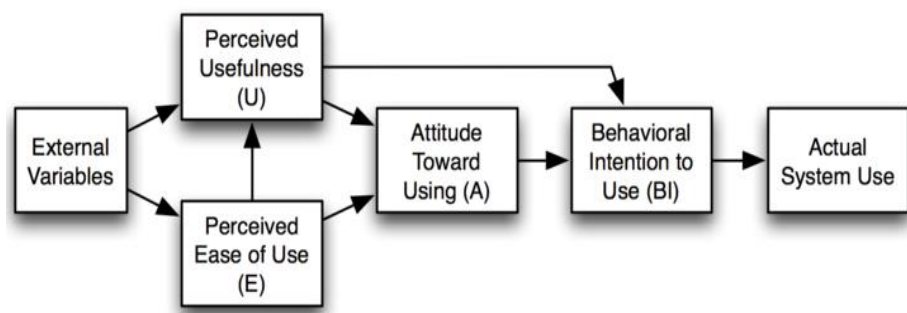 Perceived
Usefulness
(U)
External
Variables
Perceived
Ease of Use
(E)
Attitude
Toward
Using (A)
Behavioral
Intention to
Use (BI)
Actual
System Use